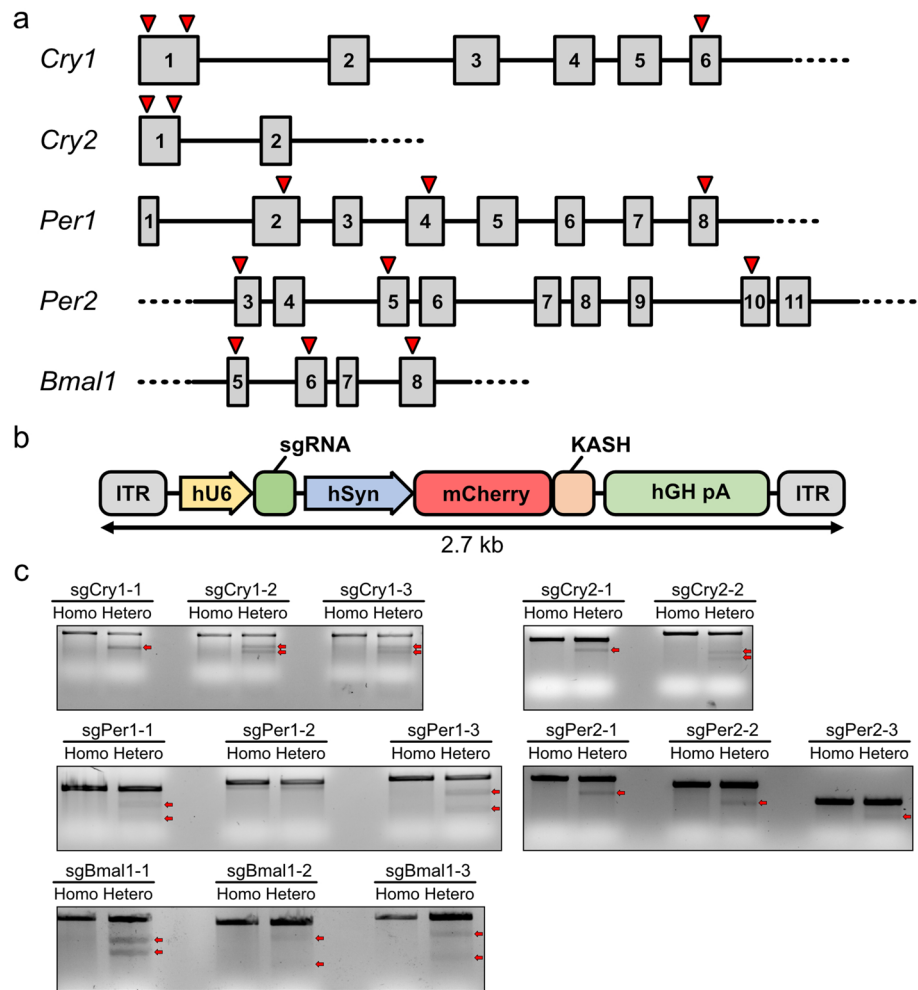 a
Cry1 1 2 3 4 5 6
Cry2 1 2
Per1 1 2 3 4 5 6 7 8
Per2 3 4 5 6 7 8 9 10 11
Bmal1 5 6 7 8
b
sgRNA KASH
ITR hU6 hSyn mCherry hGH pA ITR
2.7 kb
c
sgCry1-1 sgCry1-2 sgCry1-3 sgCry2-1 sgCry2-2
Homo Hetero Homo Hetero Homo Hetero Homo Hetero Homo Hetero
sgPer1-1 sgPer1-2 sgPer1-3 sgPer2-1 sgPer2-2 sgPer2-3
Homo Hetero Homo Hetero Homo Hetero Homo Hetero Homo Hetero Homo Hetero
sgBmal1-1 sgBmal1-2 sgBmal1-3
Homo Hetero Homo Hetero Homo Hetero